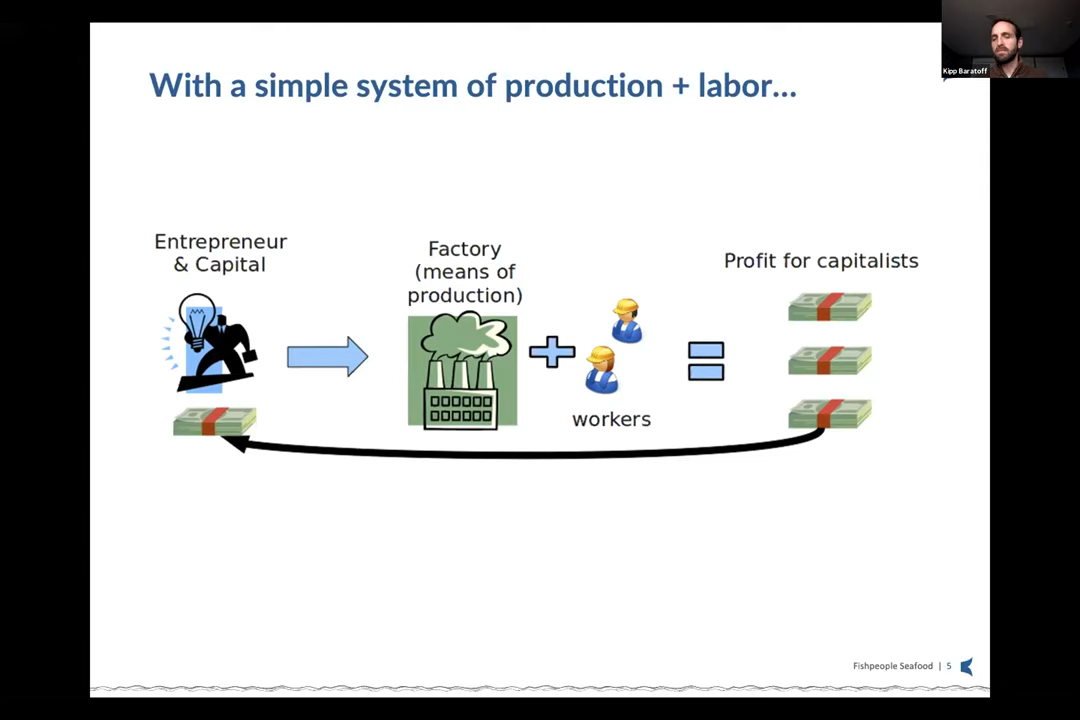 Kipp Baratoff
With a simple system of production + labor...
Entrepreneur
& Capital
Factory
(means of
production)
workers
Profit for capitalists
Fishpeople Seafood | 5